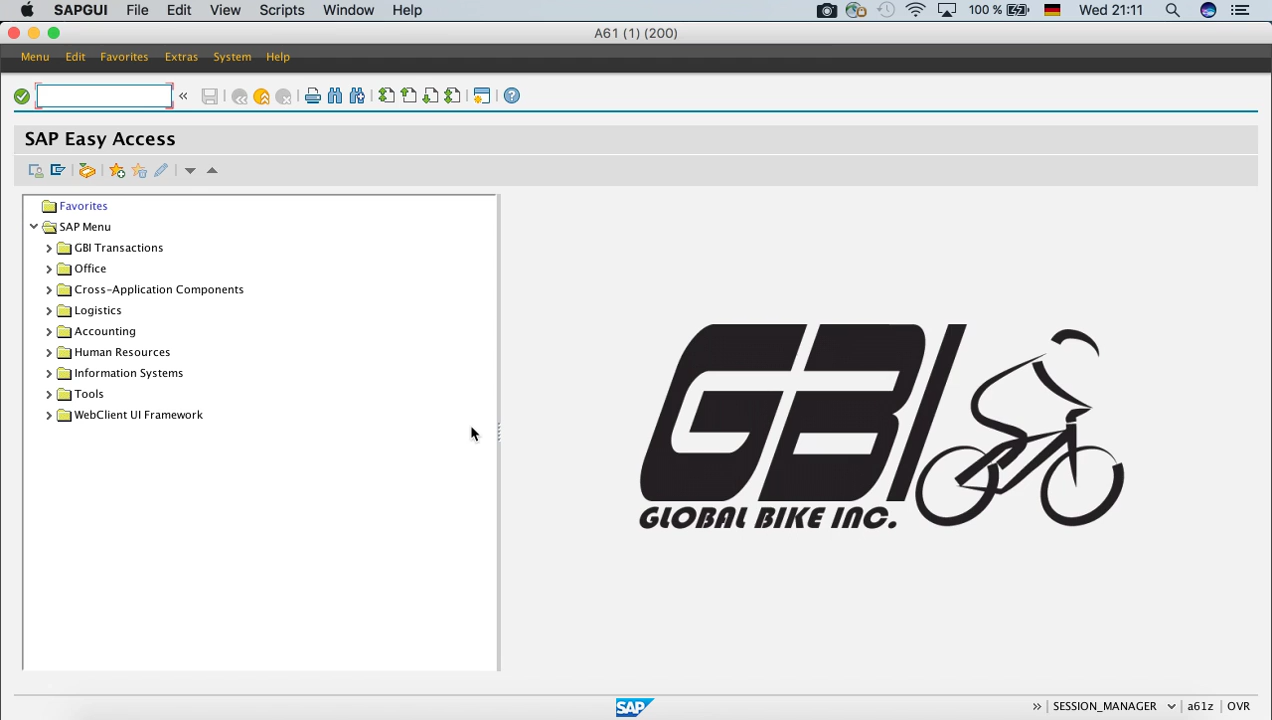 SAPGUI File Edit View Scripts Window Help 100 % Wed 21:11
A61 (1) (200)
Menu Edit Favorites Extras System Help
SAP Easy Access
Favorites
SAP Menu
GBI Transactions
Office
Cross-Application Components
Logistics
Accounting
Human Resources
Information Systems
Tools
WebClient UI Framework
GBI
GLOBAL BIKE INC.
SAP SESSION_MANAGER a61z OVR